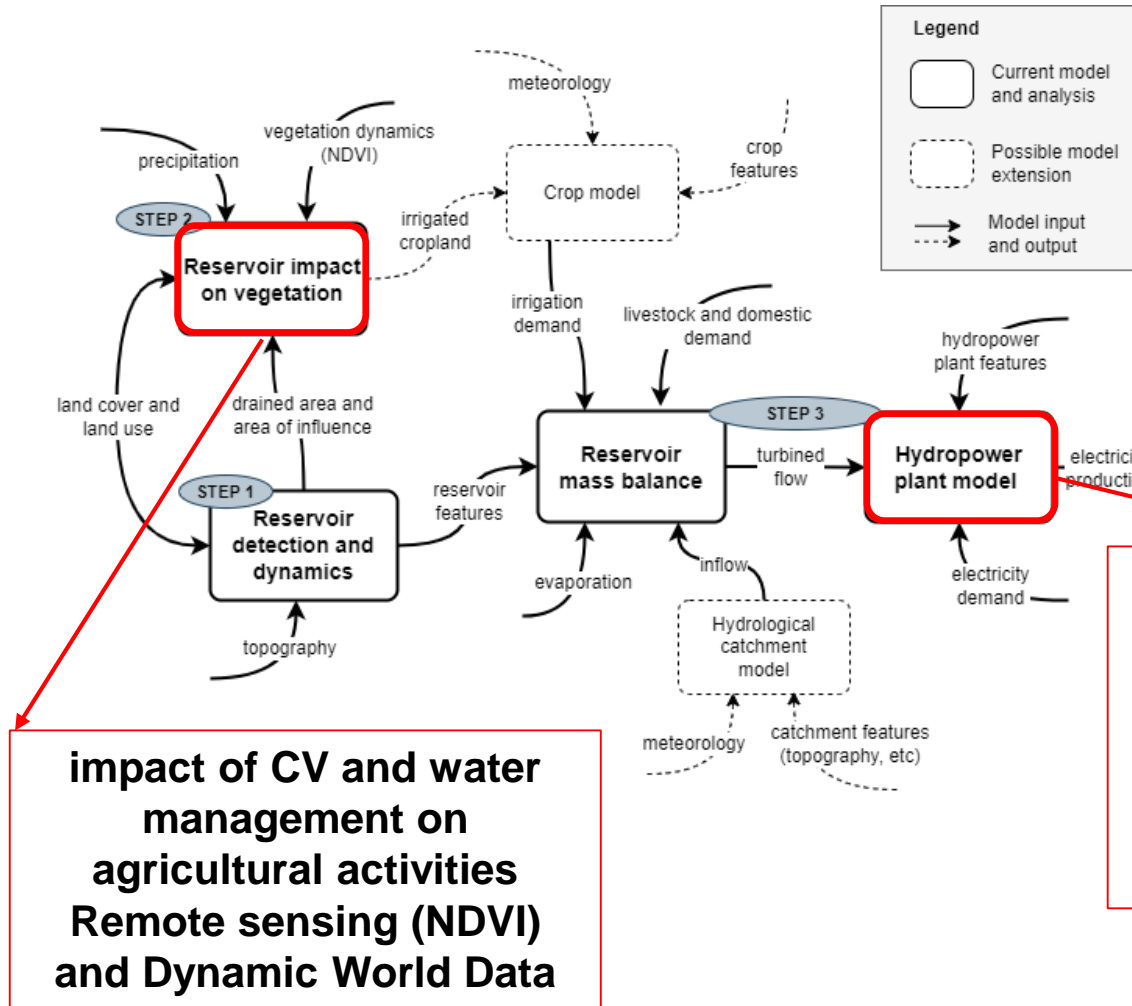 Legend
Current model
and analysis
Possible model
extension
Model input
and output
meteorology
vegetation dynamics
(NDVI)
precipitation
crop
features
Crop model
STEP 2
irrigated
cropland
Reservoir impact
on vegetation
irrigation
demand
livestock and domestic
demand
hydropower
plant features
land cover and
land use
drained area and
area of influence
STEP 3
Reservoir
mass balance
turbined
flow
Hydropower
plant model
STEP 1
Reservoir
detection and
dynamics
reservoir
features
evaporation
inflow
electricity
demand
Hydrological
catchment
model
topography
meteorology
catchment features
(topography, etc)
impact of CV and water
management on
agricultural activities
Remote sensing (NDVI)
and Dynamic World Data